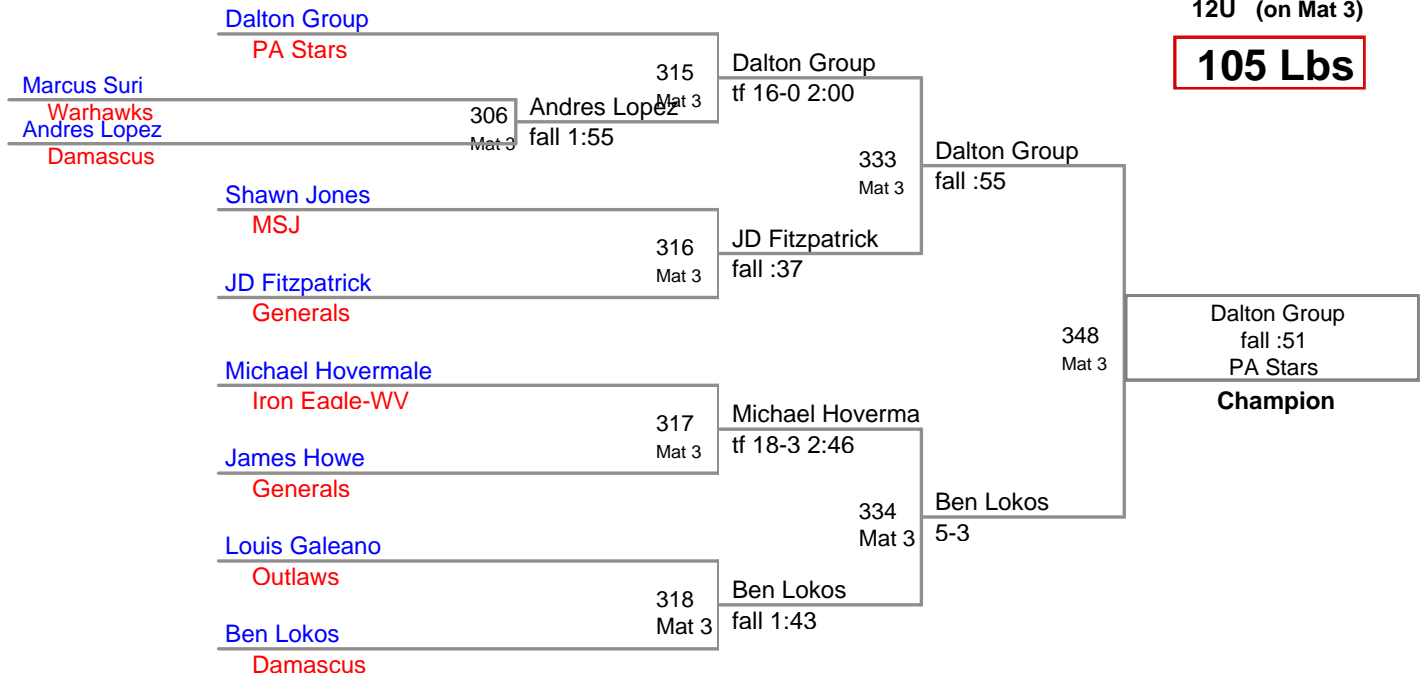 12U (on Mat 3)
105 Lbs
Dalton Group
PA Stars
Marcus Suri
Warhawks
Andres Lopez
Damascus
306
Mat 3
Andres Lopez
fall 1:55
315
Mat 3
Dalton Group
tf 16-0 2:00
Shawn Jones
MSJ
316
Mat 3
JD Fitzpatrick
Generals
JD Fitzpatrick
fall :37
333
Mat 3
Dalton Group
fall :55
Michael Hovermale
Iron Eagle-WV
317
Mat 3
James Howe
Generals
Michael Hoverma
tf 18-3 2:46
Louis Galeano
Outlaws
318
Mat 3
Ben Lokos
Damascus
Ben Lokos
fall 1:43
334
Mat 3
Ben Lokos
5-3
348
Mat 3
Dalton Group
fall :51
PA Stars
Champion